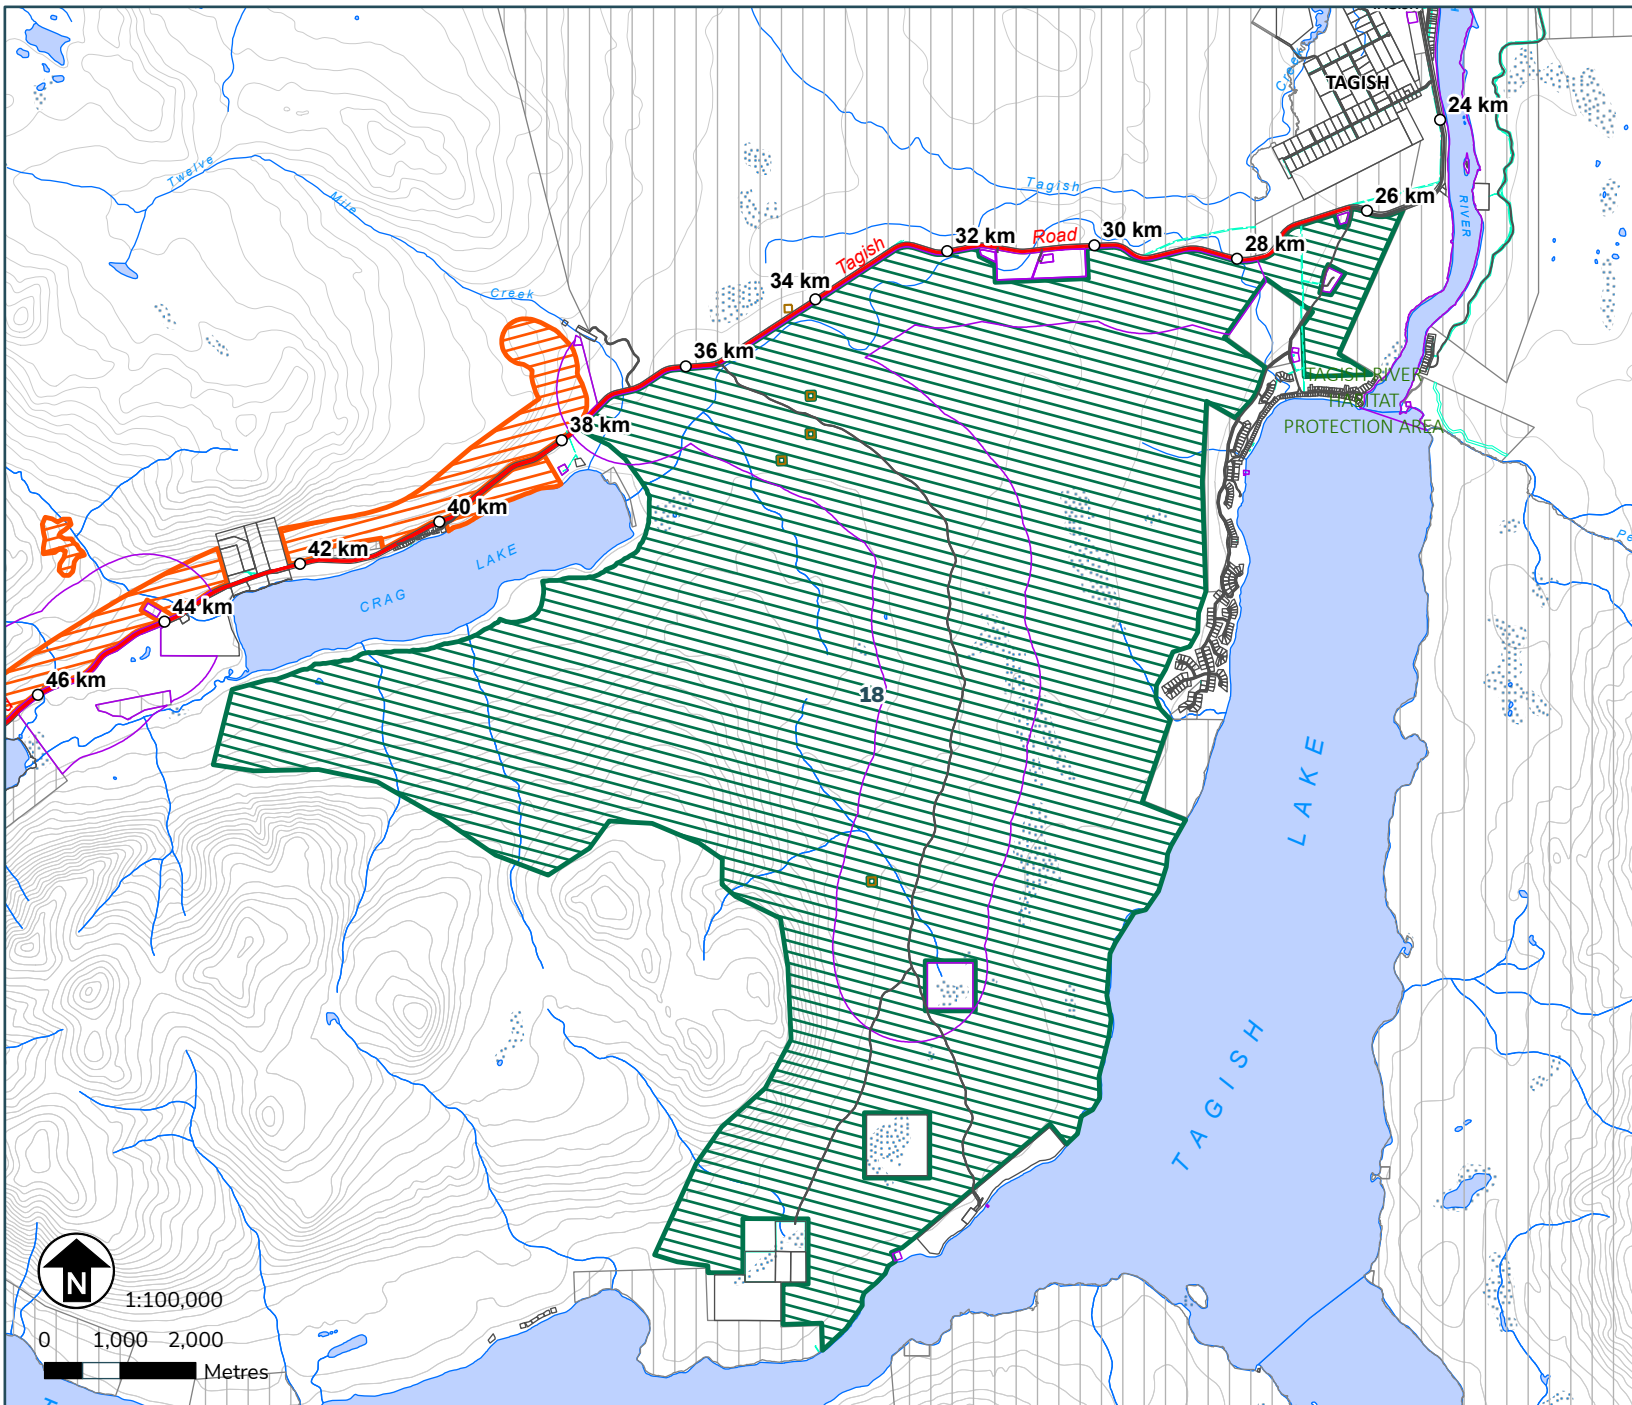 TAGISH
24 km
Creek
Twelve
Mile
Tagish
26 km
RIVER
32 km
Road
30 km
28 km
Tagish
34 km
Creek
36 km
TAGISH RIVER
HABITAT
PROTECTION AREA
38 km
40 km
42 km
LAKE
CRAG
44 km
46 km
18
LAKE
TAGISH
N
1:100,000
0 1,000 2,000
Metres